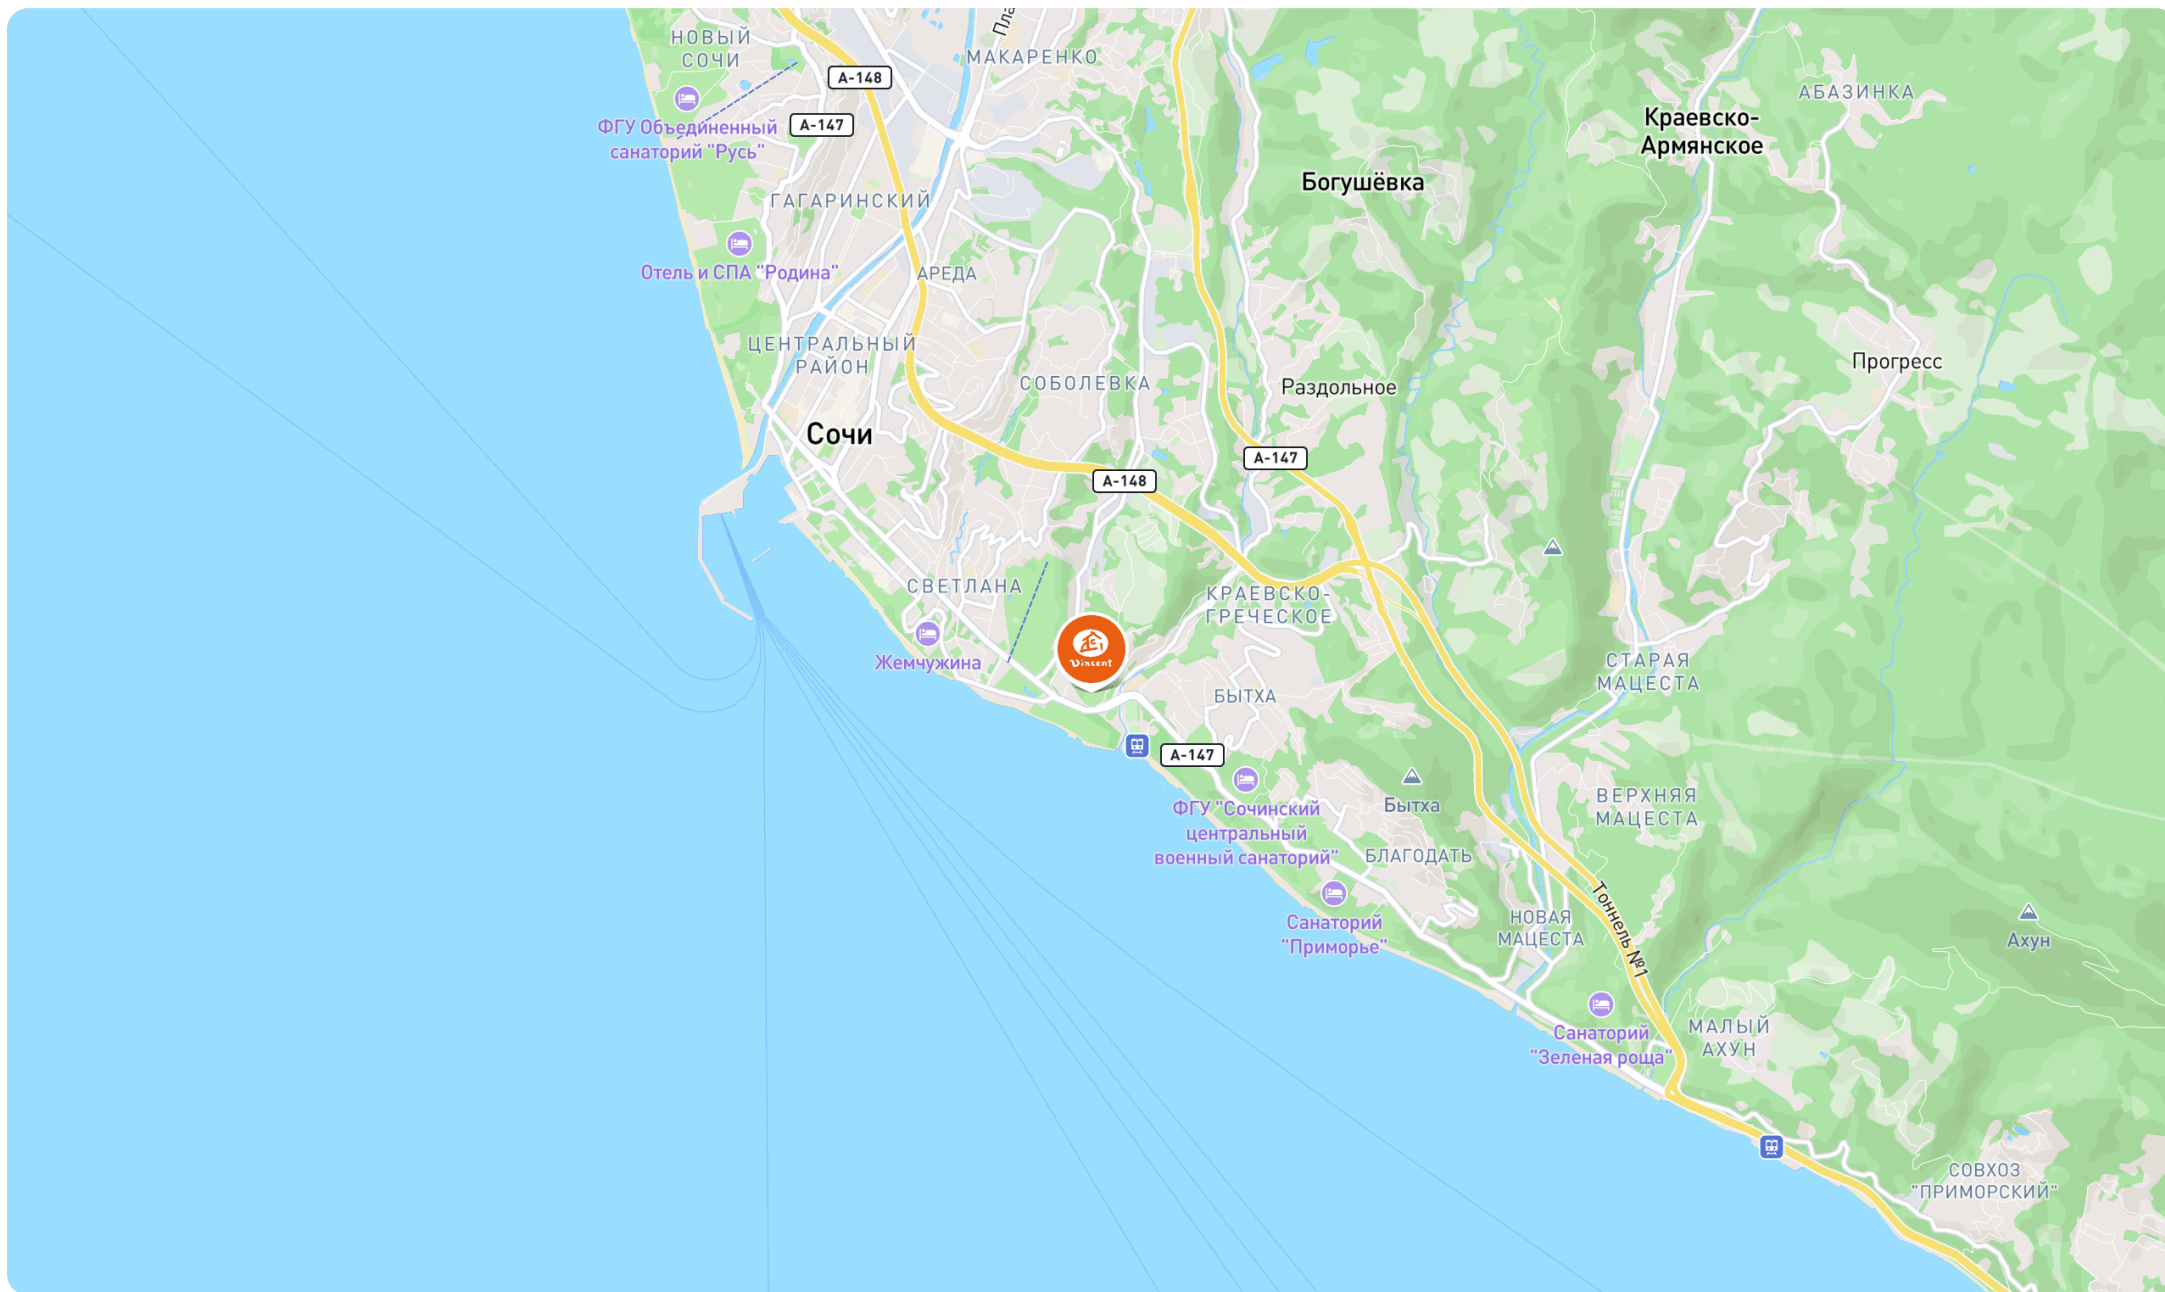 НОВЫЙ
СОЧИ
Пла
МАКАРЕНКО
А-148
АБАЗИНКА
Краевско-
Армянское
А-147
ФГУ Объединенный
санаторий "Русь"
Богушёвка
ГАГАРИНСКИЙ
Отель и СПА "Родина"
АРЕДА
ЦЕНТРАЛЬНЫЙ
РАЙОН
СОБОЛЕВКА
Раздольное
Прогресс
Сочи
А-147
А-148
СВЕТЛАНА
КРАЕВСКО-
ГРЕЧЕСКОЕ
Жемчужина
Vincent
СТАРАЯ
МАЦЕСТА
БЫТХА
А-147
ФГУ "Сочинский
центральный
военный санаторий"
Бытха
ВЕРХНЯЯ
МАЦЕСТА
БЛАГОДАТЬ
Санаторий
"Приморье"
НОВАЯ
МАЦЕСТА
Тоннель №1
Ахун
Санаторий
"Зеленая роща"
МАЛЫЙ
АХУН
СОВХОЗ
"ПРИМОРСКИЙ"